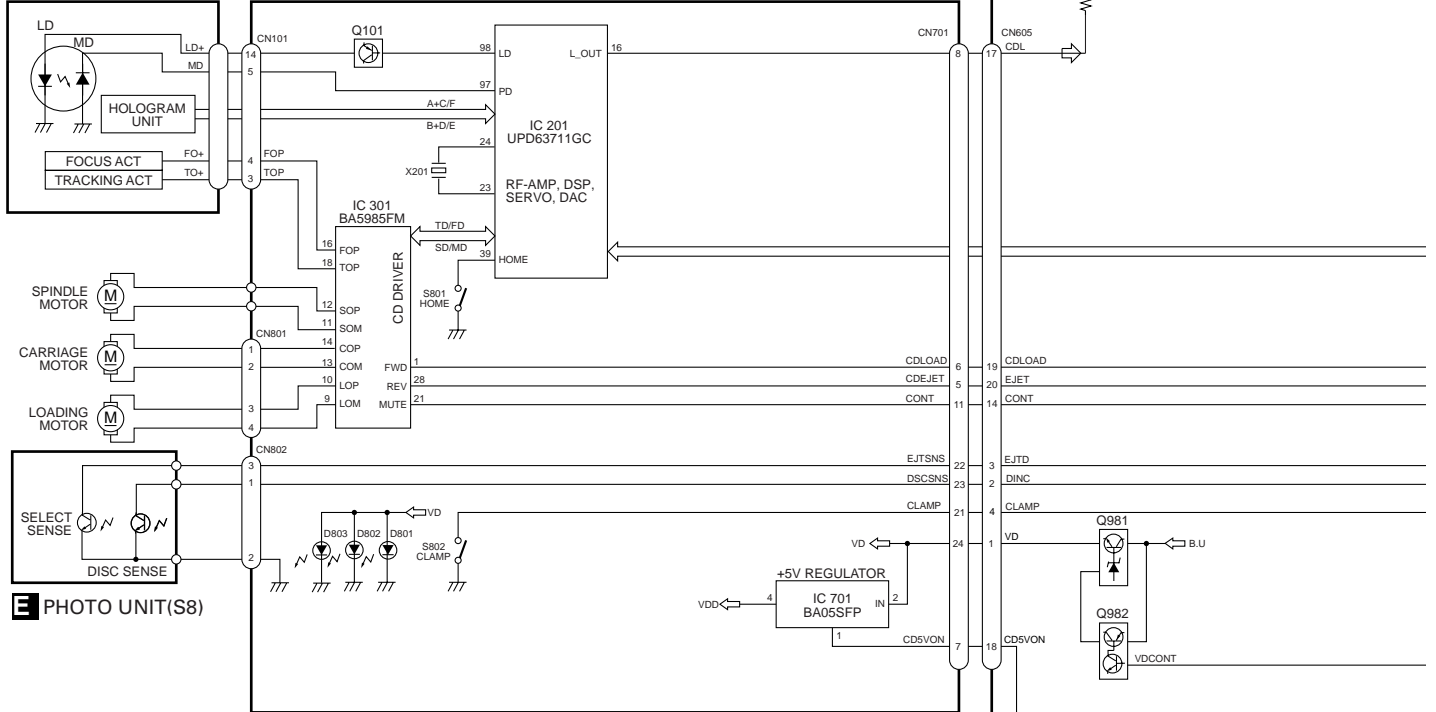 LD
MD
LD+
MD
CN101
14
5
Q101
98
LD
L_OUT
16
CN701
8
CN605
17
CDL
97
PD
HOLOGRAM
UNIT
A+C/F
B+D/E
IC 201
UPD63711GC
24
X201
23
RF-AMP, DSP,
SERVO, DAC
FOCUS ACT
FO+
4
FOP
TRACKING ACT
TO+
3
TOP
IC 301
BA5985FM
TD/FD
SD/MD
39
HOME
16
FOP
18
TOP
CD DRIVER
S801
HOME
SPINDLE
MOTOR
M
12
SOP
11
SOM
CN801
CARRIAGE
MOTOR
M
1
14
COP
2
13
COM
FWD
1
CDLOAD
6
19
CDLOAD
10
LOP
REV
28
CDEJET
5
20
EJET
LOADING
MOTOR
M
3
9
LOM
MUTE
21
CONT
11
14
CONT
4
CN802
3
EJTSNS
22
3
EJTD
1
DSCSNS
23
2
DINC
SELECT
SENSE
DISC SENSE
2
VD
D803
D802
D801
S802
CLAMP
CLAMP
21
4
CLAMP
VD
24
1
VD
Q981
B.U
+5V REGULATOR
IC 701
BA05SFP
VDD
4
IN
2
1
CD5VON
7
18
CD5VON
Q982
VDCONT
E PHOTO UNIT(S8)